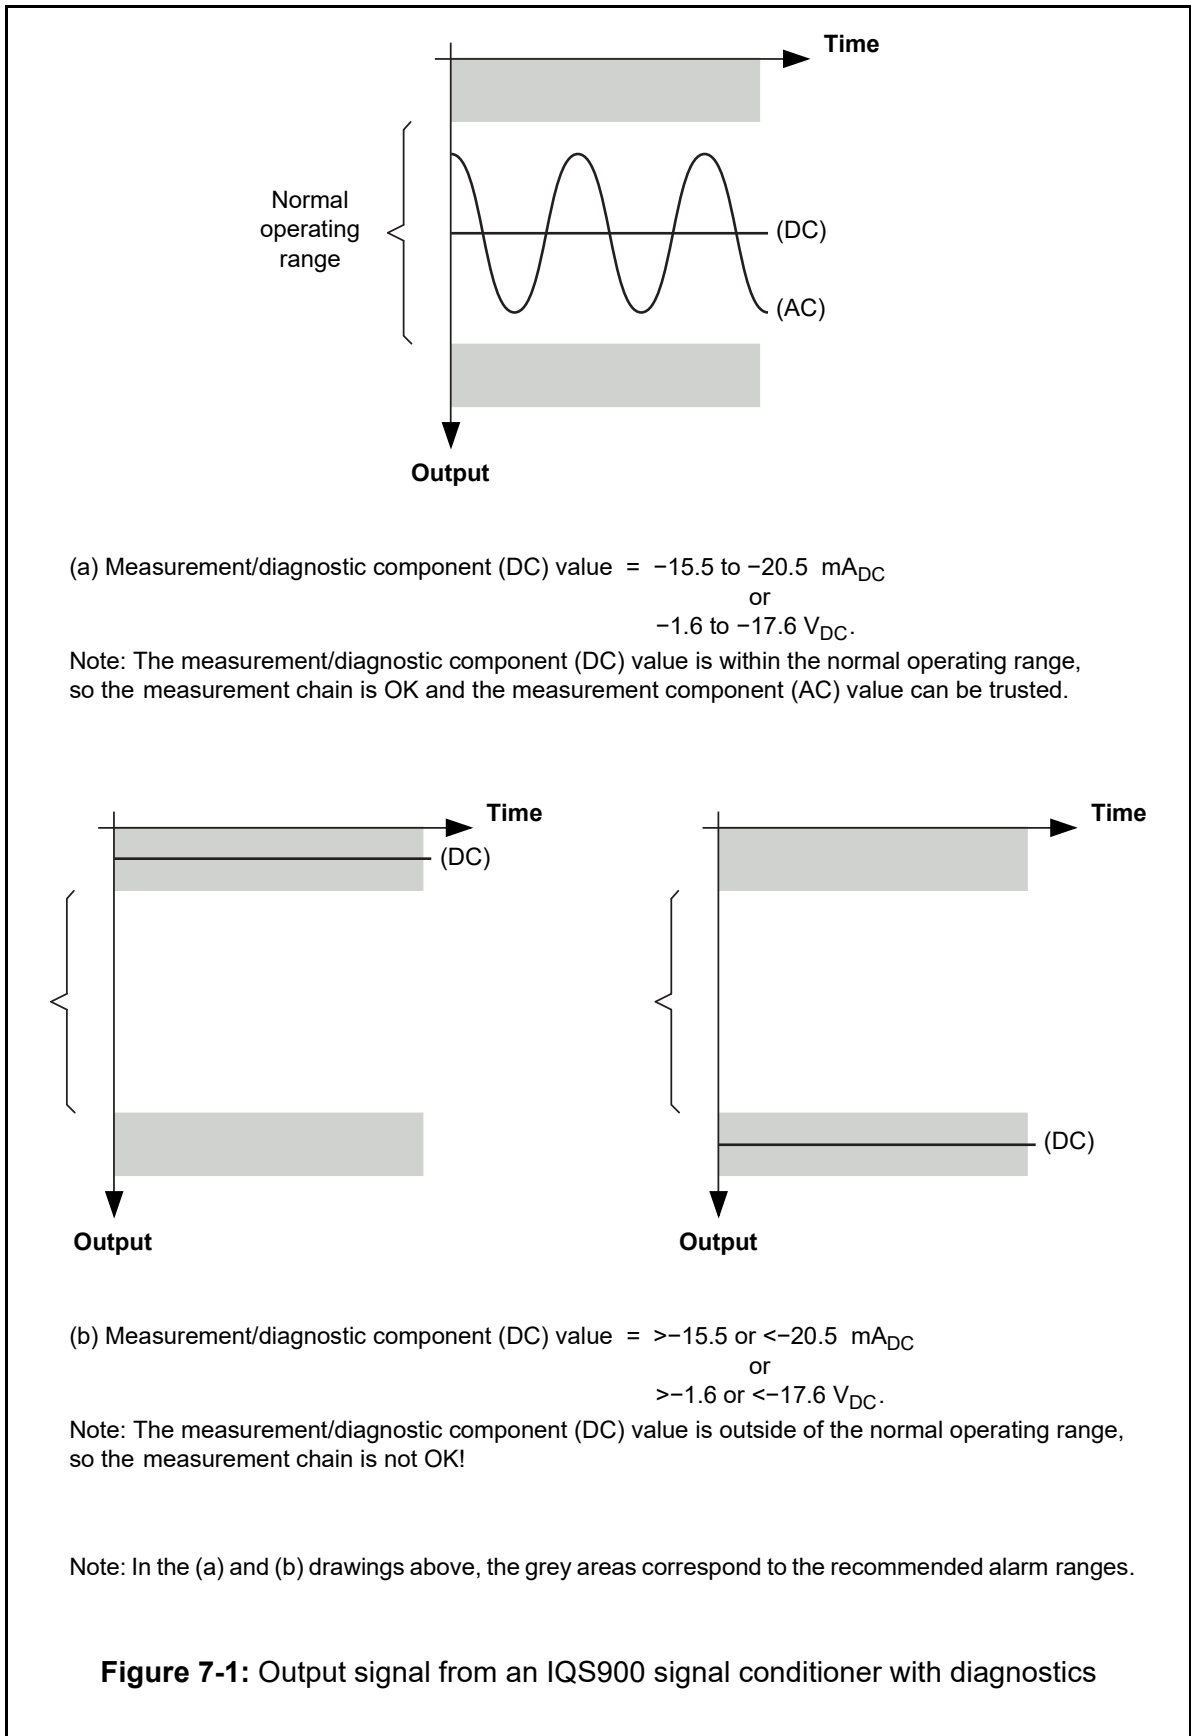 Time
Normal
operating
range
(DC)
(AC)
Output
(a) Measurement/diagnostic component (DC) value = −15.5 to −20.5 mADC
or
−1.6 to −17.6 VDC.
Note: The measurement/diagnostic component (DC) value is within the normal operating range,
so the measurement chain is OK and the measurement component (AC) value can be trusted.
Time
(DC)
Output
Time
(DC)
Output
(b) Measurement/diagnostic component (DC) value = >−15.5 or <−20.5 mADC
or
>−1.6 or <−17.6 VDC.
Note: The measurement/diagnostic component (DC) value is outside of the normal operating range,
so the measurement chain is not OK!
Note: In the (a) and (b) drawings above, the grey areas correspond to the recommended alarm ranges.
Figure 7-1: Output signal from an IQS900 signal conditioner with diagnostics